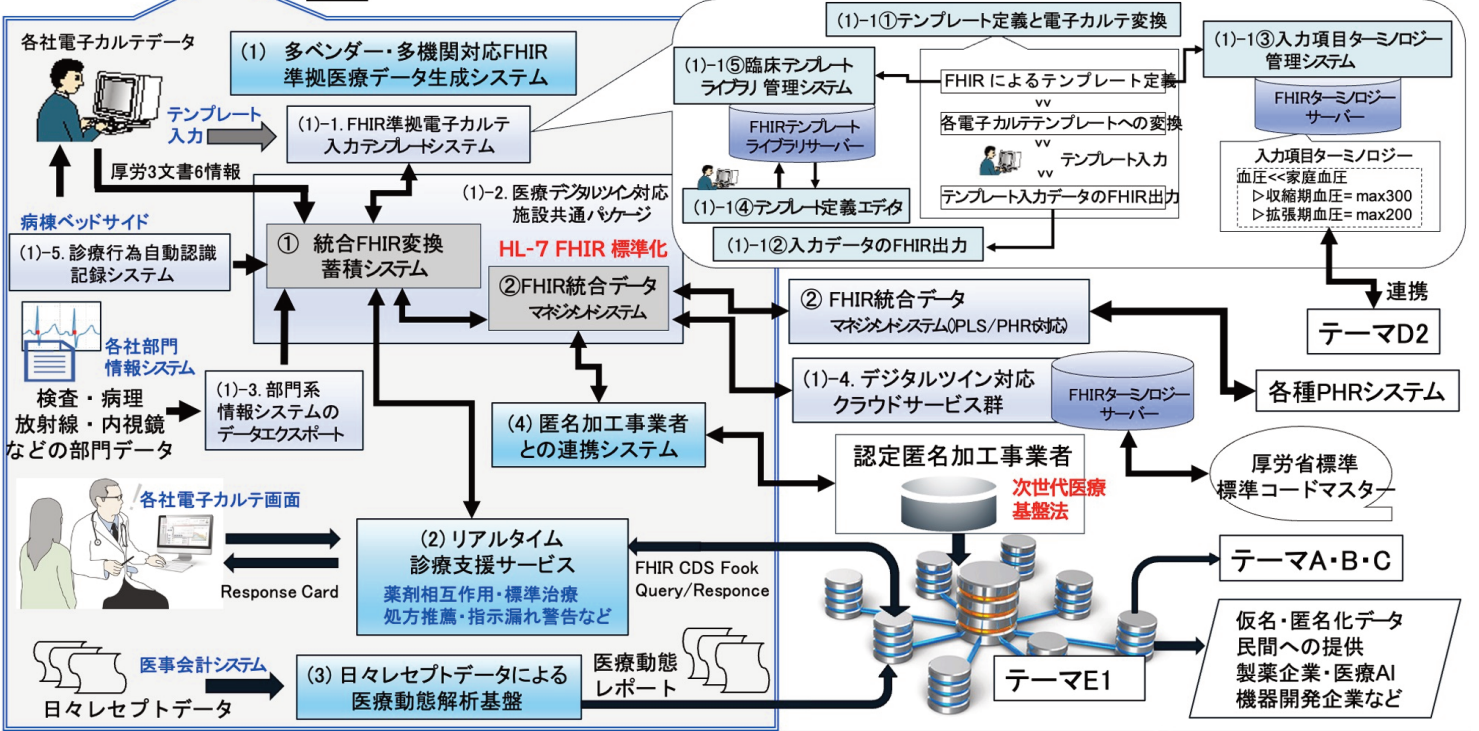 各社電子カルテデータ
(1) 多ベンダー・多機関対応FHIR
準拠医療データ生成システム
テンプレート
入力
(1)-1.FHIR準拠電子カルテ
入力テンプレートシステム
厚労3文書6情報
(1)-2. 医療デジタルツイン対応
施設共通パッケージ
HL-7 FHIR 標準化
① 統合FHIR変換
蓄積システム
②FHIR統合データ
マネジメントシステム
病棟ベッドサイド
(1)-5. 診療行為自動認識
記録システム
各社部門
情報システム
検査・病理
放射線・内視鏡
などの部門データ
(1)-3. 部門系
情報システムの
データエクスポート
(4) 匿名加工事業者
との連携システム
各社電子カルテ画面
Response Card
(2) リアルタイム
診療支援サービス
薬剤相互作用・標準治療
処方推薦・指示漏れ警告など
FHIR CDS Fook
Query/Responce
医事会計システム
日々レセプトデータ
(3) 日々レセプトデータによる
医療動態解析基盤
医療動態
レポート
(1)-1①テンプレート定義と電子カルテ変換
(1)-1⑤臨床テンプレート
ライブラリ 管理システム
FHIRテンプレート
ライブラリサーバー
(1)-1④テンプレート定義エディタ
(1)-1②入力データのFHIR出力
FHIR によるテンプレート定義
vv
各電子カルテテンプレートへの変換
vv
テンプレート入力
vv
テンプレート入力データのFHIR出力
(1)-1③入力項目ターミノロジー
管理システム
FHIRターミノロジー
サーバー
入力項目ターミノロジー
血圧<<家庭血圧
▷収縮期血圧= max300
▷拡張期血圧= max200
連携
テーマD2
② FHIR統合データ
マネジメントシステム(PLS/PHR対応)
(1)-4. デジタルツイン対応
クラウドサービス群
FHIRターミノロジー
サーバー
各種PHRシステム
認定匿名加工事業者
次世代医療
基盤法
厚労省標準
標準コードマスター
テーマA・B・C
テーマE1
仮名・匿名化データ
民間への提供
製薬企業・医療AI
機器開発企業など